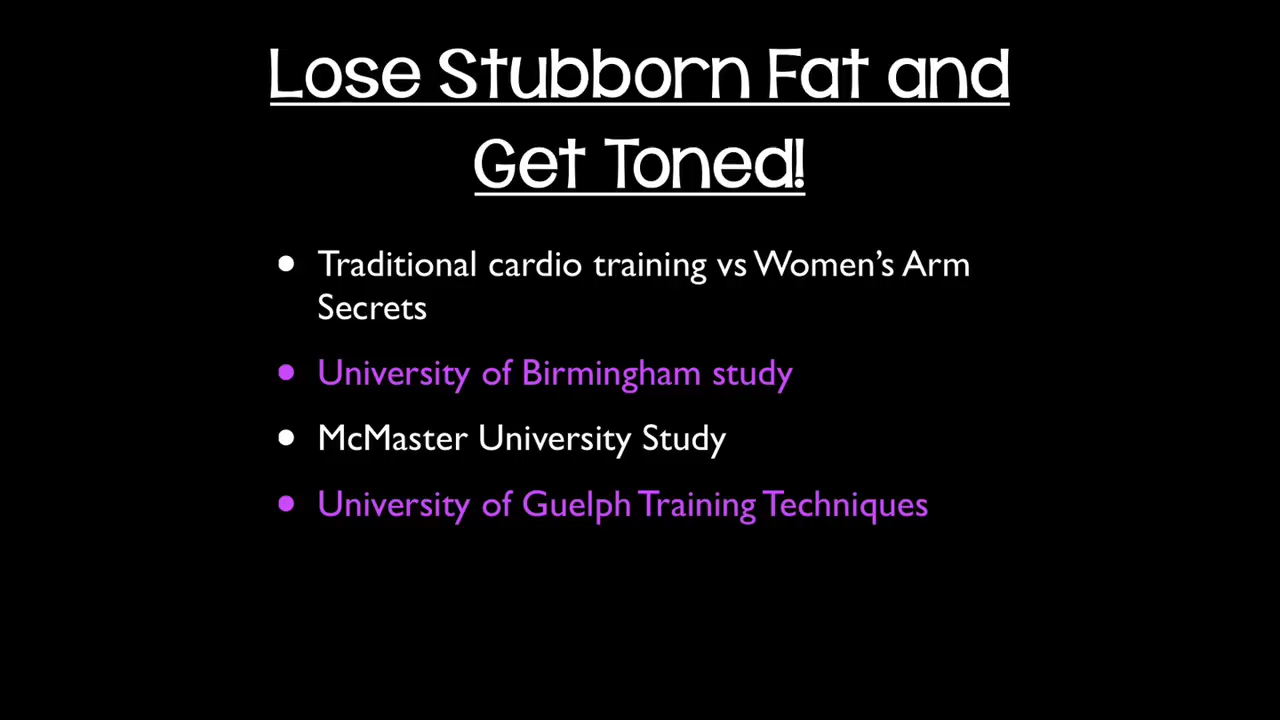 Lose Stubborn Fat and
Get Toned!
• Traditional cardio training vs Women's Arm
Secrets
• University of Birmingham study
• McMaster University Study
• University of Guelph Training Techniques